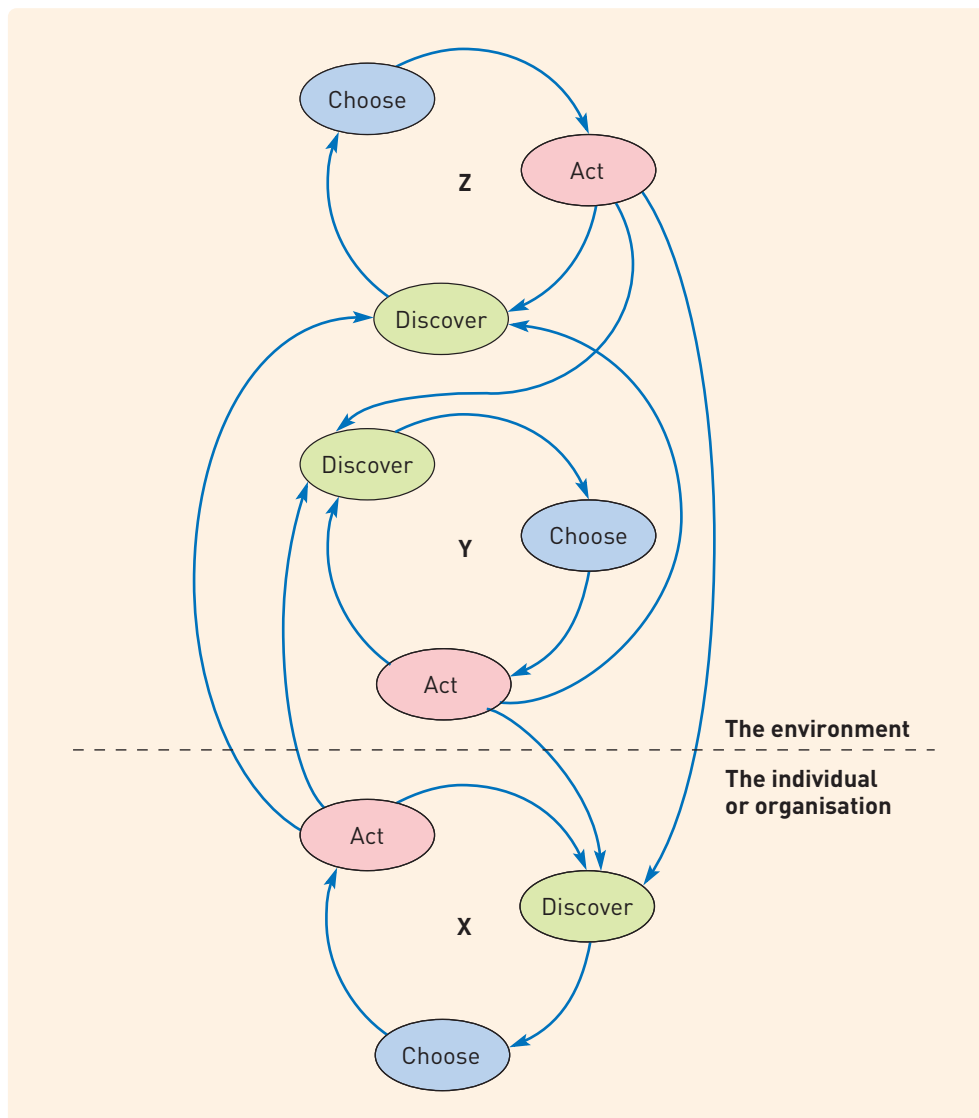 Choose
Act
Z
Discover
Discover
Choose
Y
Act
The environment
The individual
or organisation
Act
Discover
X
Choose